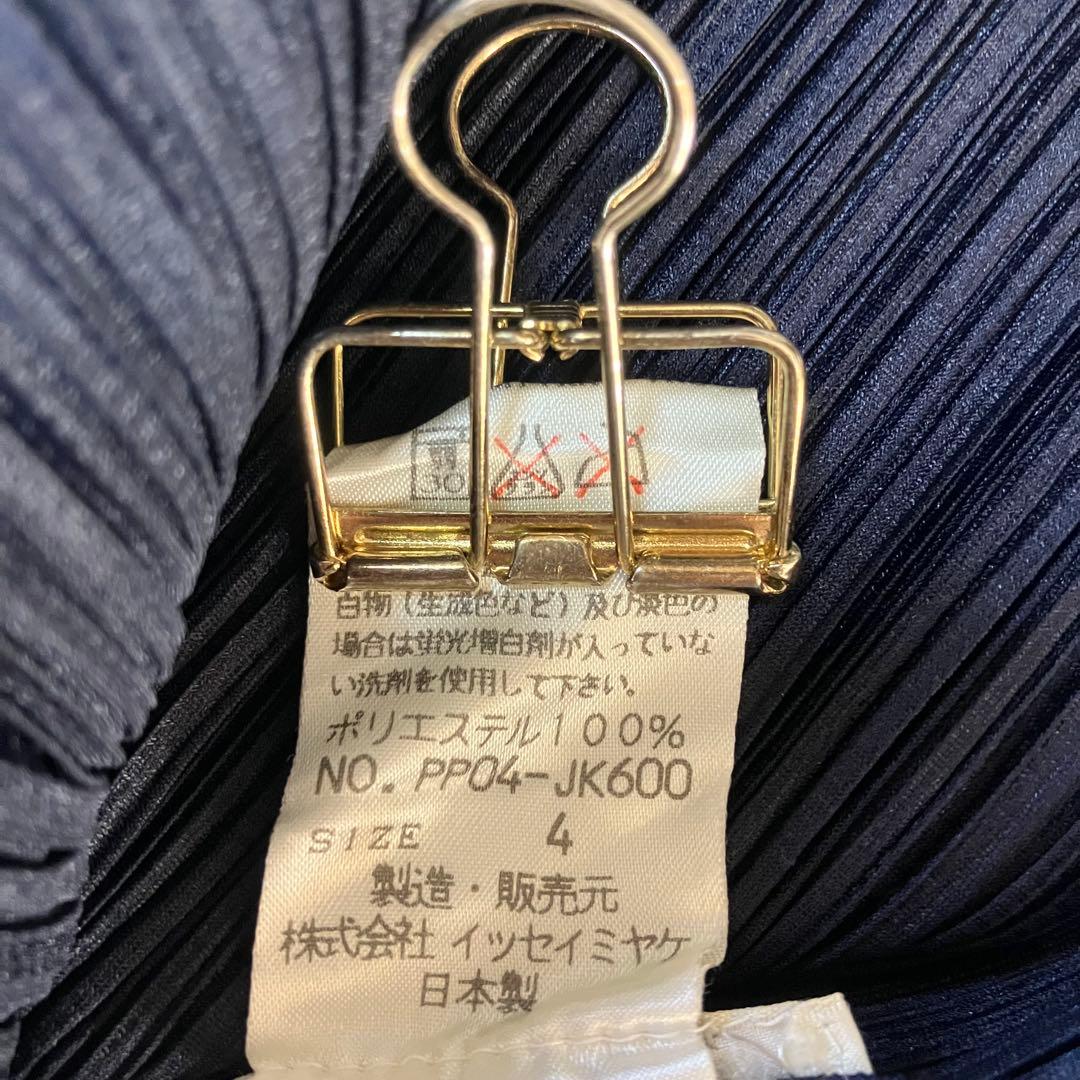 弱
30
白物(生成色など)及び淡色の
場合は蛍光増白剤が入っていな
い洗剤を使用して下さい。
ポリエステル100%
NO. PP04-JK600
SIZE 4
製造・販売元
株式会社 イッセイミヤケ
日本製